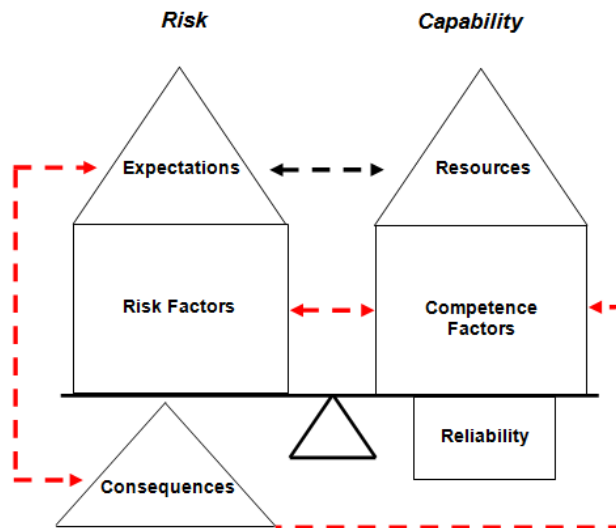 Risk
Capability
Expectations
Resources
Risk Factors
Competence
Factors
Reliability
Consequences